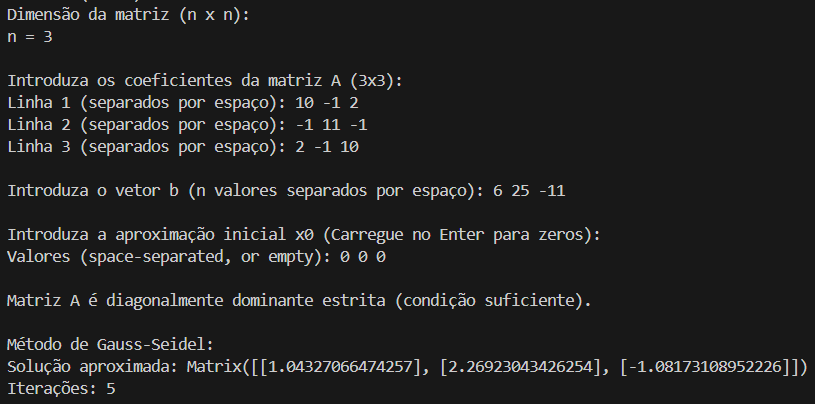 Dimensão da matriz (n x n):
n = 3
Introduza os coeficientes da matriz A (3x3):
Linha 1 (separados por espaço): 10 -1 2
Linha 2 (separados por espaço): -1 11 -1
Linha 3 (separados por espaço): 2 -1 10
Introduza o vetor b (n valores separados por espaço): 6 25 -11
Introduza a aproximação inicial x0 (Carregue no Enter para zeros):
Valores (space-separated, or empty): 0 0 0
Matriz A é diagonalmente dominante estrita (condição suficiente).
Método de Gauss-Seidel:
Solução aproximada: Matrix([[1.04327066474257], [2.26923043426254], [-1.08173108952226]])
Iterações: 5